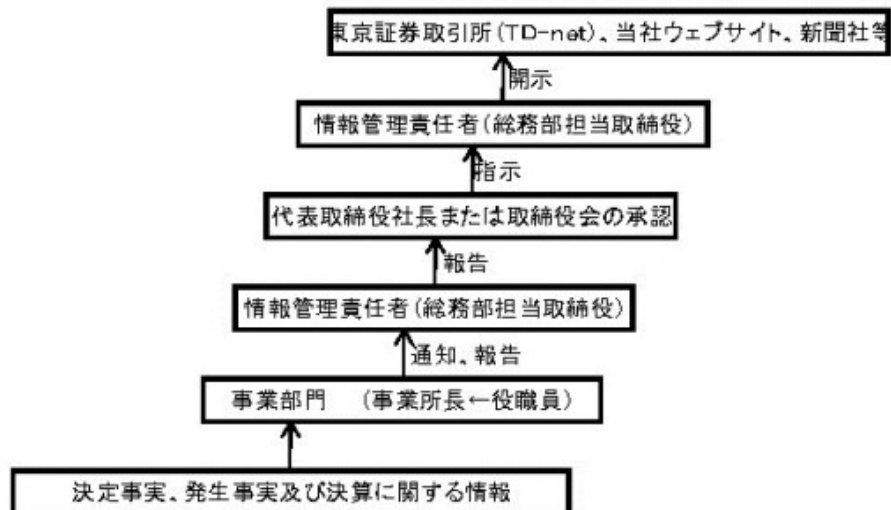 東京証券取引所(TD-net)、当社ウェブサイト、新聞社等
開示
情報管理責任者(総務部担当取締役)
指示
代表取締役社長または取締役会の承認
報告
情報管理責任者(総務部担当取締役)
通知、報告
事業部門　(事業所長←役職員)
決定事実、発生事実及び決算に関する情報